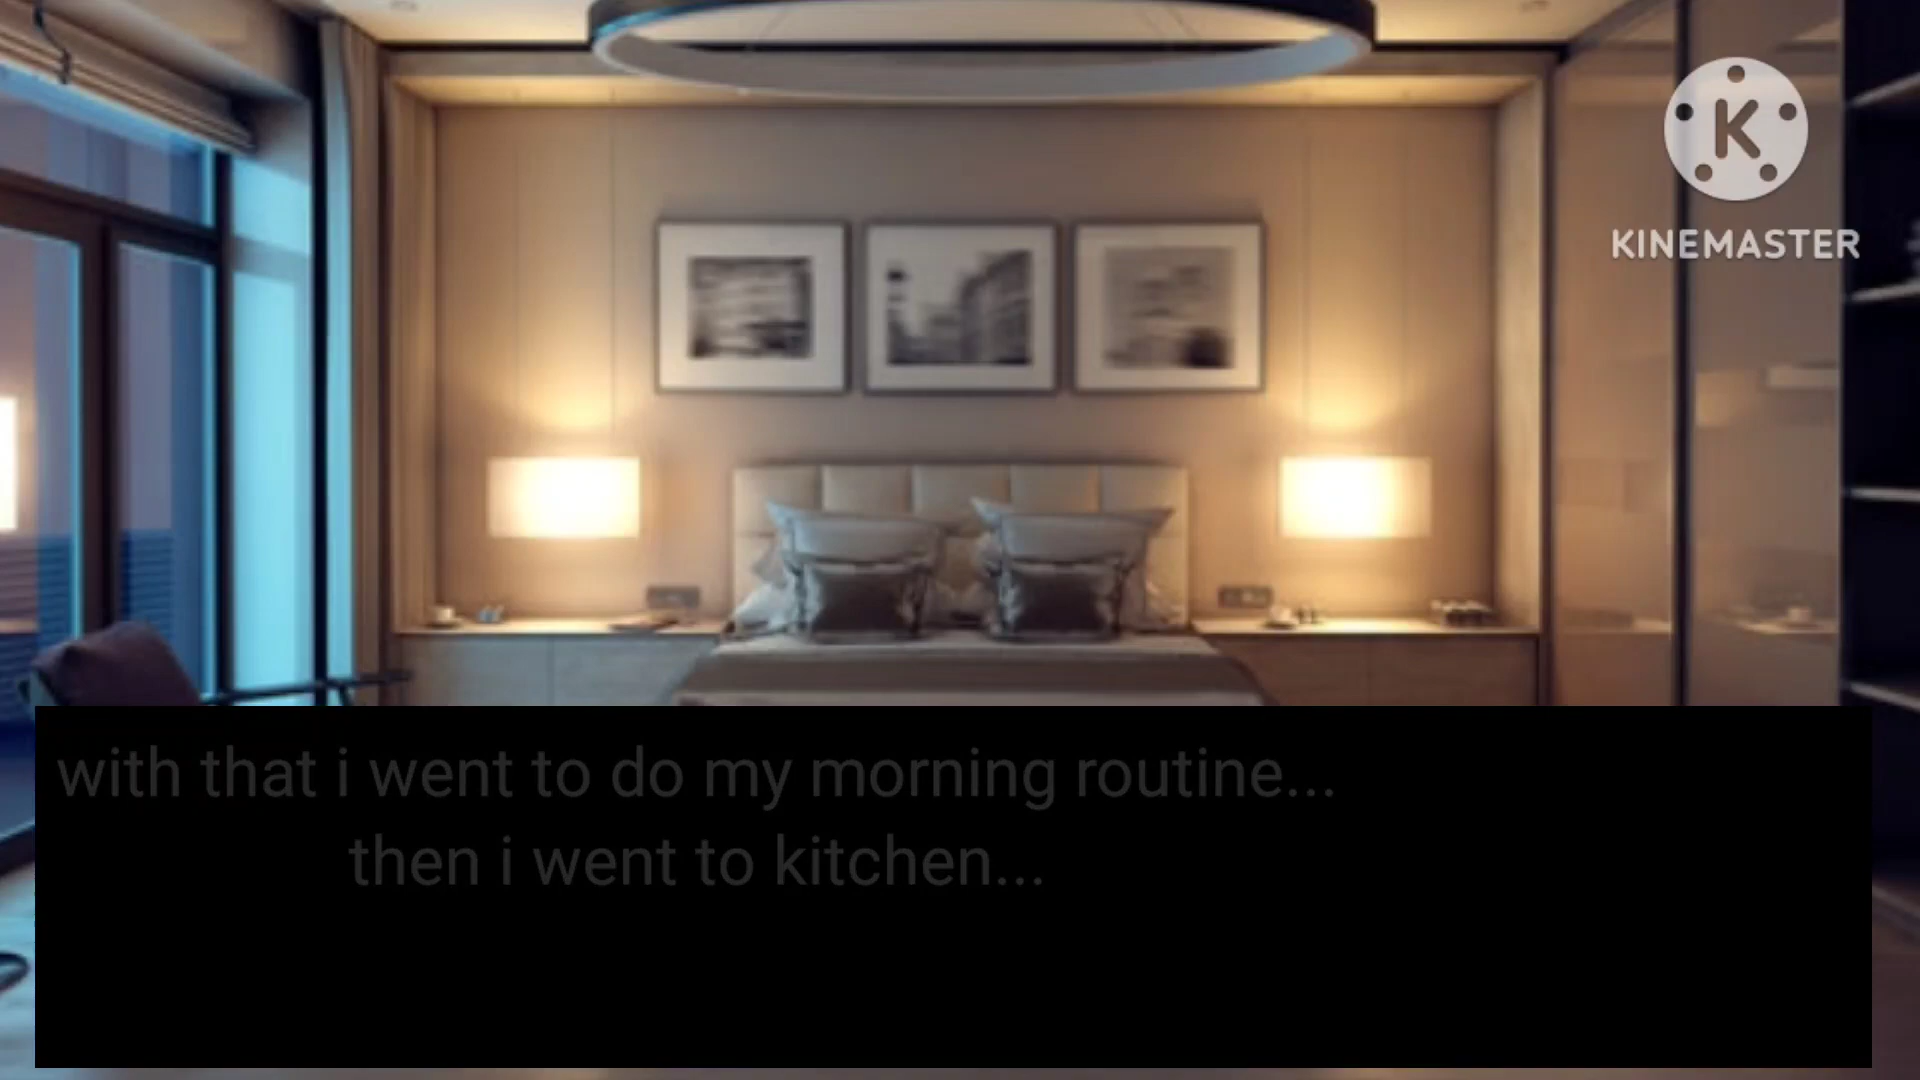 K
KINEMASTER
with that i went to do my morning routine...
then i went to kitchen...